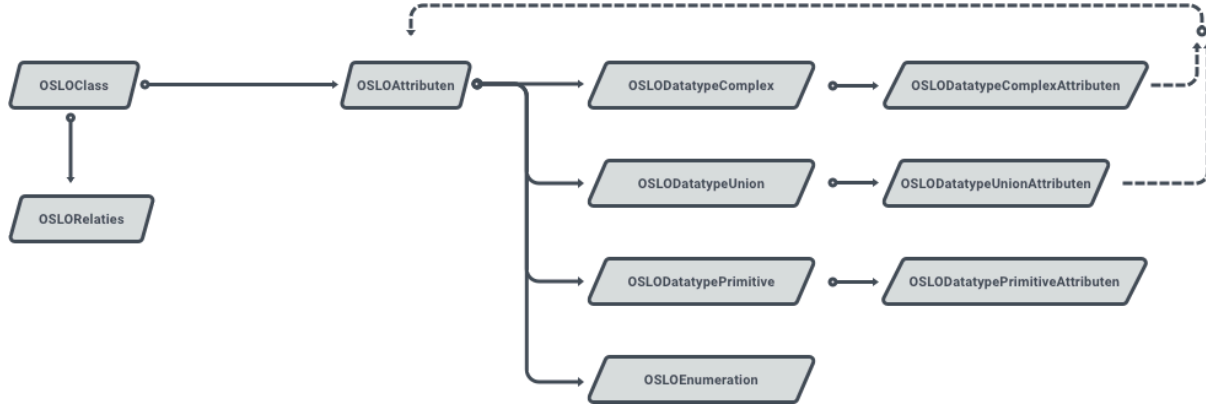 OSLOClass
OSLOAttributen
OSLODatatypeComplex
OSLODatatypeComplexAttributen
OSLODatatypeUnion
OSLODatatypeUnionAttributen
OSLORelaties
OSLODatatypePrimitive
OSLODatatypePrimitiveAttributen
OSLOEnumeration